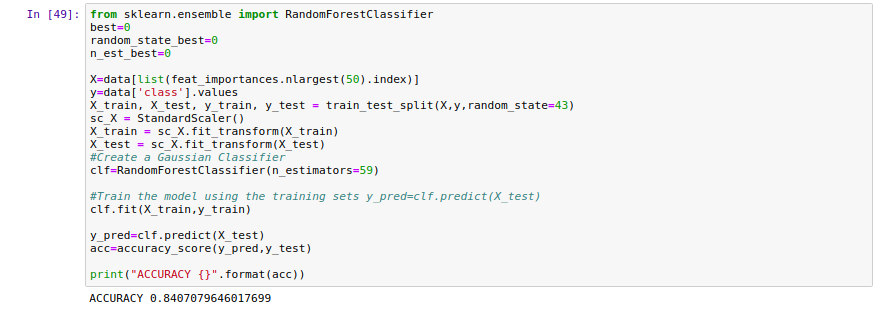 In [49]: from sklearn.ensemble import RandomForestClassifier
best=0
random_state_best=0
n_est_best=0
X=data[list(feat_importances.nlargest(50).index)]
y=data['class'].values
X_train, X_test, y_train, y_test = train_test_split(X,y,random_state=43)
sc_X = StandardScaler()
X_train = sc_X.fit_transform(X_train)
X_test = sc_X.fit_transform(X_test)
#Create a Gaussian Classifier
clf=RandomForestClassifier(n_estimators=59)
#Train the model using the training sets y_pred=clf.predict(X_test)
clf.fit(X_train,y_train)
y_pred=clf.predict(X_test)
acc=accuracy_score(y_pred,y_test)
print("ACCURACY {}".format(acc))
ACCURACY 0.8407079646017699